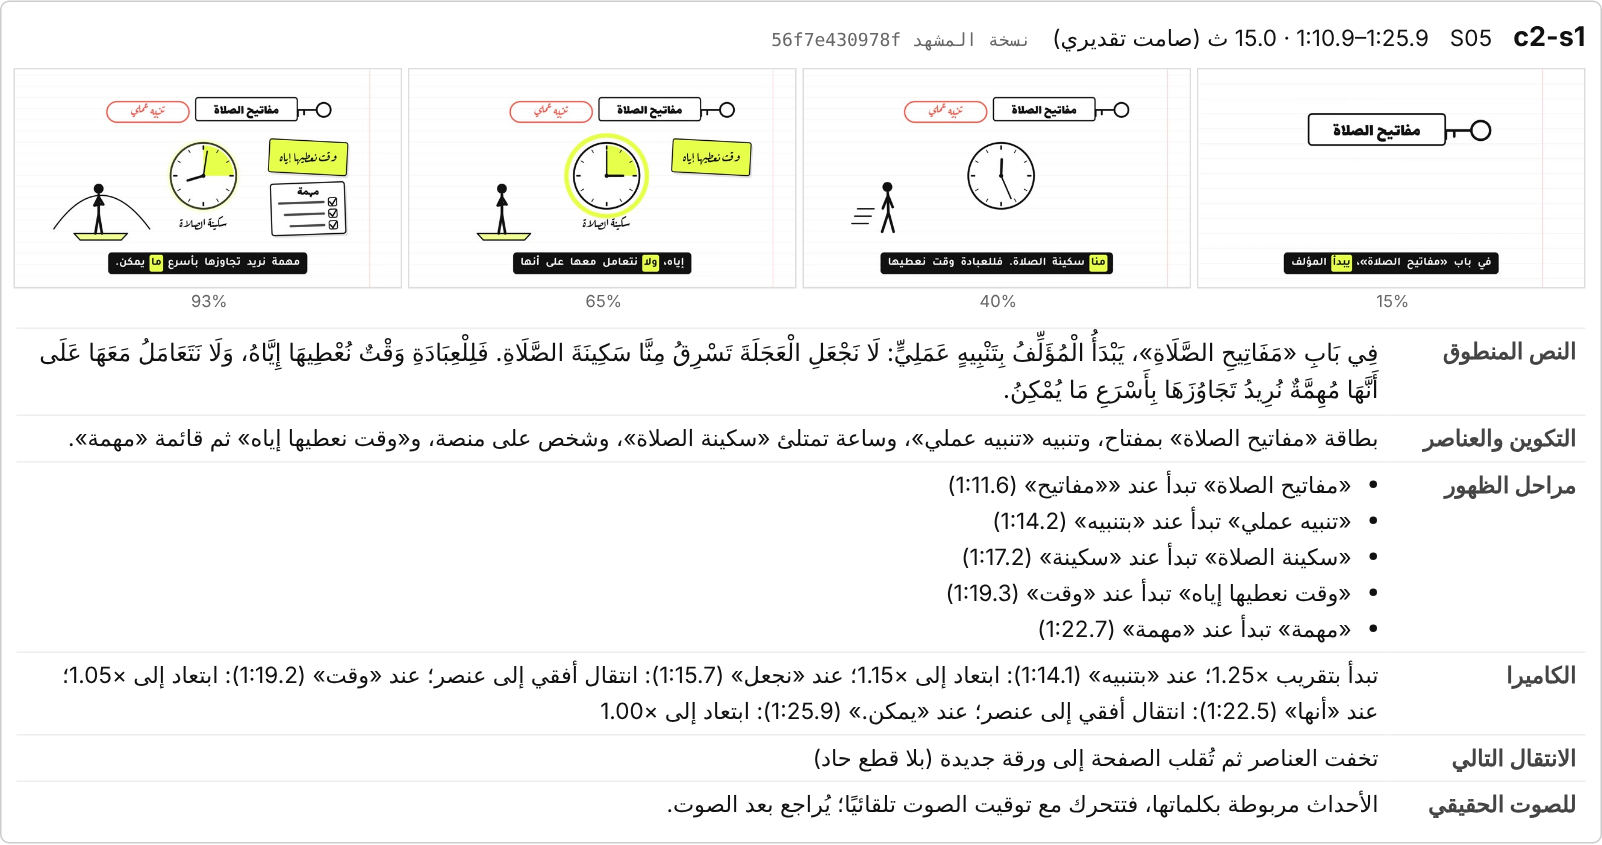 c2-s1 S05 1:10.9–1:25.9 · 15.0 ث (صامت تقديري) نسخة المشهد 56f7e430978f
مفاتيح الصلاة
في باب «مفاتيح الصلاة»، يبدأ المؤلف
15%
مفاتيح الصلاة
تنبيه عملي
منا سكينة الصلاة. فللعبادة وقت نعطيها
40%
مفاتيح الصلاة
تنبيه عملي
وقت نعطيها إياه
سكينة الصلاة
إياه، ولا نتعامل معها على أنها
65%
مفاتيح الصلاة
تنبيه عملي
وقت نعطيها إياه
مهمة
سكينة الصلاة
مهمة نريد تجاوزها بأسرع ما يمكن.
93%
النص المنطوق
فِي بَابِ «مَفَاتِيحِ الصَّلَاةِ»، يَبْدَأُ الْمُؤَلِّفُ بِتَنْبِيهٍ عَمَلِيٍّ: لَا نَجْعَلِ الْعَجَلَةَ تَسْرِقُ مِنَّا سَكِينَةَ الصَّلَاةِ. فَلِلْعِبَادَةِ وَقْتٌ نُعْطِيهَا إِيَّاهُ، وَلَا نَتَعَامَلُ مَعَهَا عَلَى
أَنَّهَا مُهِمَّةٌ نُرِيدُ تَجَاوُزَهَا بِأَسْرَعِ مَا يُمْكِنُ.
التكوين والعناصر
بطاقة «مفاتيح الصلاة» بمفتاح، وتنبيه «تنبيه عملي»، وساعة تمتلئ «سكينة الصلاة»، وشخص على منصة، و«وقت نعطيها إياه» ثم قائمة «مهمة».
مراحل الظهور
• «مفاتيح الصلاة» تبدأ عند ««مفاتيح» (1:11.6)
• «تنبيه عملي» تبدأ عند «بتنبيه» (1:14.2)
• «سكينة الصلاة» تبدأ عند «سكينة» (1:17.2)
• «وقت نعطيها إياه» تبدأ عند «وقت» (1:19.3)
• «مهمة» تبدأ عند «مهمة» (1:22.7)
الكاميرا
تبدأ بتقريب ×1.25؛ عند «بتنبيه» (1:14.1): ابتعاد إلى ×1.15؛ عند «نجعل» (1:15.7): انتقال أفقي إلى عنصر؛ عند «وقت» (1:19.2): ابتعاد إلى ×1.05؛
عند «أنها» (1:22.5): انتقال أفقي إلى عنصر؛ عند «يمكن.» (1:25.9): ابتعاد إلى ×1.00
الانتقال التالي
تخفت العناصر ثم تُقلب الصفحة إلى ورقة جديدة (بلا قطع حاد)
للصوت الحقيقي
الأحداث مربوطة بكلماتها، فتتحرك مع توقيت الصوت تلقائيًا؛ يُراجع بعد الصوت.